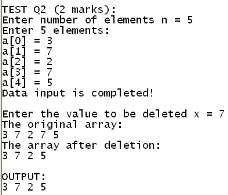 TEST Q2 (2 marks):
Enter number of elements n = 5
Enter 5 elements:
a[0] = 3
a[1] = 7
a[2] = 2
a[3] = 7
a[4] = 5
Data input is completed!
Enter the value to be deleted x = 7
The original array:
3 7 2 7 5
The array after deletion:
3 7 2 5
OUTPUT:
3 7 2 5